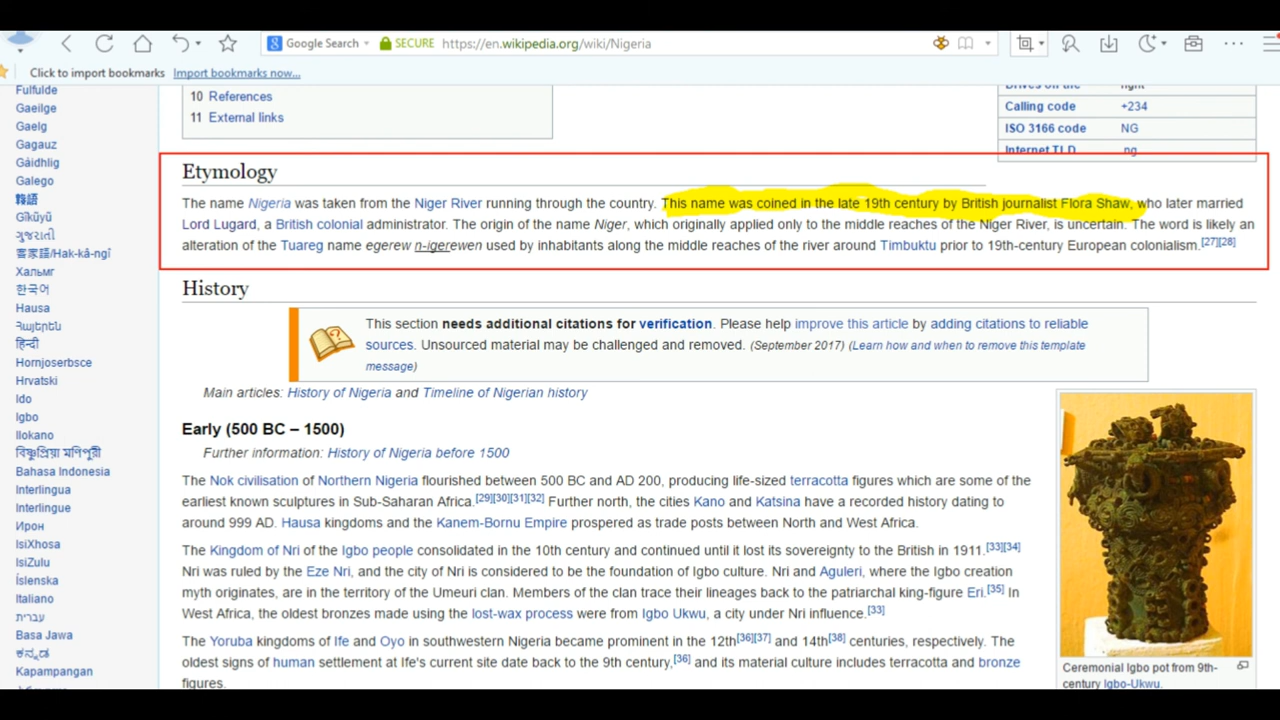 Google Search
SECURE
https://en.wikipedia.org/wiki/Nigeria
Click to import bookmarks
Import bookmarks now...
Fulfulde
Gaeilge
Gaelg
Gagauz
Gàidhlig
Galego
贛語
Gĩkũyũ
ગુજરાતી
客家語/Hak-kâ-ngî
Хальмг
한국어
Hausa
Հայերեն
हिन्दी
Hornjoserbsce
Hrvatski
Ido
Igbo
Ilokano
বিষ্ণুপ্রিয়া মণিপুরী
Bahasa Indonesia
Interlingua
Interlingue
Ирон
IsiXhosa
IsiZulu
Íslenska
Italiano
עברית
Basa Jawa
ಕನ್ನಡ
Kapampangan
10 References
11 External links
Drives on the right
Calling code +234
ISO 3166 code NG
Internet TLD .ng
Etymology
The name Nigeria was taken from the Niger River running through the country. This name was coined in the late 19th century by British journalist Flora Shaw, who later married
Lord Lugard, a British colonial administrator. The origin of the name Niger, which originally applied only to the middle reaches of the Niger River, is uncertain. The word is likely an
alteration of the Tuareg name egerew n-igerewen used by inhabitants along the middle reaches of the river around Timbuktu prior to 19th-century European colonialism.[27][28]
History
This section needs additional citations for verification. Please help improve this article by adding citations to reliable
sources. Unsourced material may be challenged and removed. (September 2017) (Learn how and when to remove this template
message)
Main articles: History of Nigeria and Timeline of Nigerian history
Early (500 BC – 1500)
Further information: History of Nigeria before 1500
The Nok civilisation of Northern Nigeria flourished between 500 BC and AD 200, producing life-sized terracotta figures which are some of the
earliest known sculptures in Sub-Saharan Africa.[29][30][31][32] Further north, the cities Kano and Katsina have a recorded history dating to
around 999 AD. Hausa kingdoms and the Kanem-Bornu Empire prospered as trade posts between North and West Africa.
The Kingdom of Nri of the Igbo people consolidated in the 10th century and continued until it lost its sovereignty to the British in 1911.[33][34]
Nri was ruled by the Eze Nri, and the city of Nri is considered to be the foundation of Igbo culture. Nri and Aguleri, where the Igbo creation
myth originates, are in the territory of the Umeuri clan. Members of the clan trace their lineages back to the patriarchal king-figure Eri.[35] In
West Africa, the oldest bronzes made using the lost-wax process were from Igbo Ukwu, a city under Nri influence.[33]
The Yoruba kingdoms of Ife and Oyo in southwestern Nigeria became prominent in the 12th[36][37] and 14th[38] centuries, respectively. The
oldest signs of human settlement at Ife's current site date back to the 9th century,[36] and its material culture includes terracotta and bronze
figures.
Ceremonial Igbo pot from 9th-
century Igbo-Ukwu.